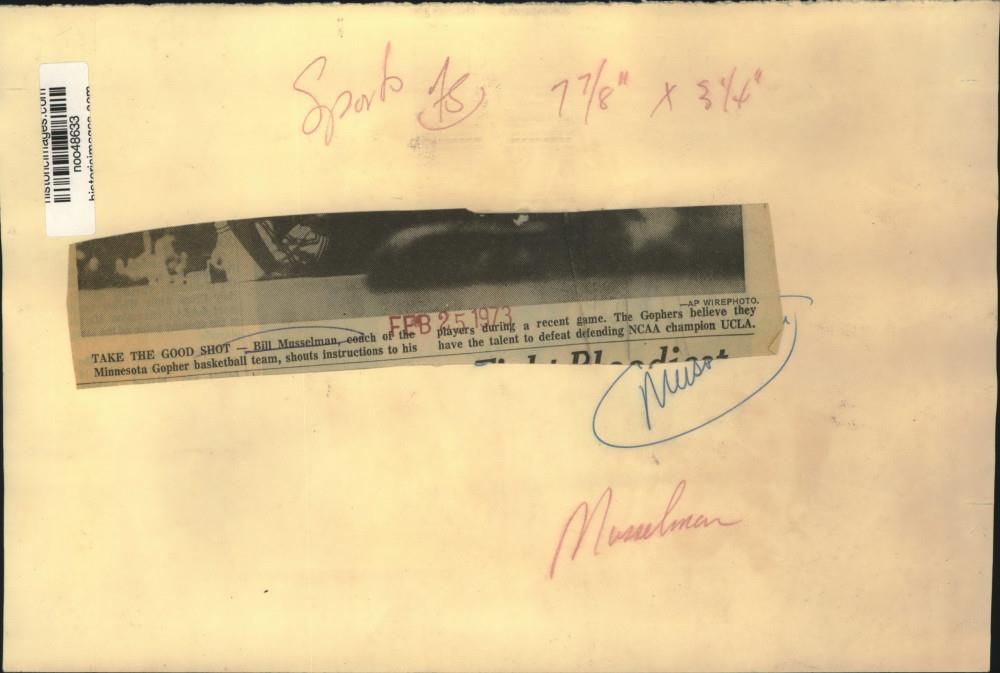 Sports 7 7/8" x 3 1/4"
historicimages.com
noo48633
historicimages.com
—AP WIREPHOTO.
FEB 25 1973
TAKE THE GOOD SHOT — Bill Musselman, coach of the
Minnesota Gopher basketball team, shouts instructions to his
players during a recent game. The Gophers believe they
have the talent to defeat defending NCAA champion UCLA.
Musselman